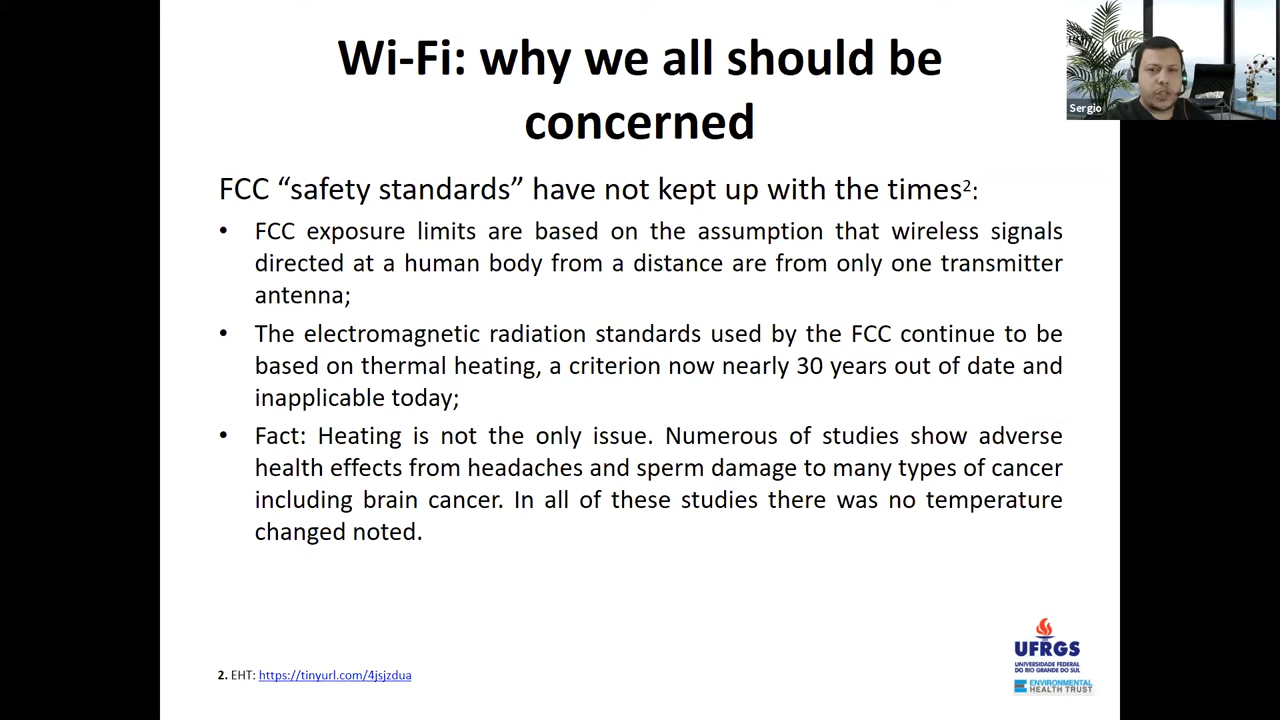 Wi-Fi: why we all should be
concerned
Sergio
FCC “safety standards” have not kept up with the times2:
• FCC exposure limits are based on the assumption that wireless signals
directed at a human body from a distance are from only one transmitter
antenna;
• The electromagnetic radiation standards used by the FCC continue to be
based on thermal heating, a criterion now nearly 30 years out of date and
inapplicable today;
• Fact: Heating is not the only issue. Numerous of studies show adverse
health effects from headaches and sperm damage to many types of cancer
including brain cancer. In all of these studies there was no temperature
changed noted.
2. EHT: https://tinyurl.com/4jsjzdua
UFRGS
UNIVERSIDADE FEDERAL
DO RIO GRANDE DO SUL
ENVIRONMENTAL
HEALTH TRUST